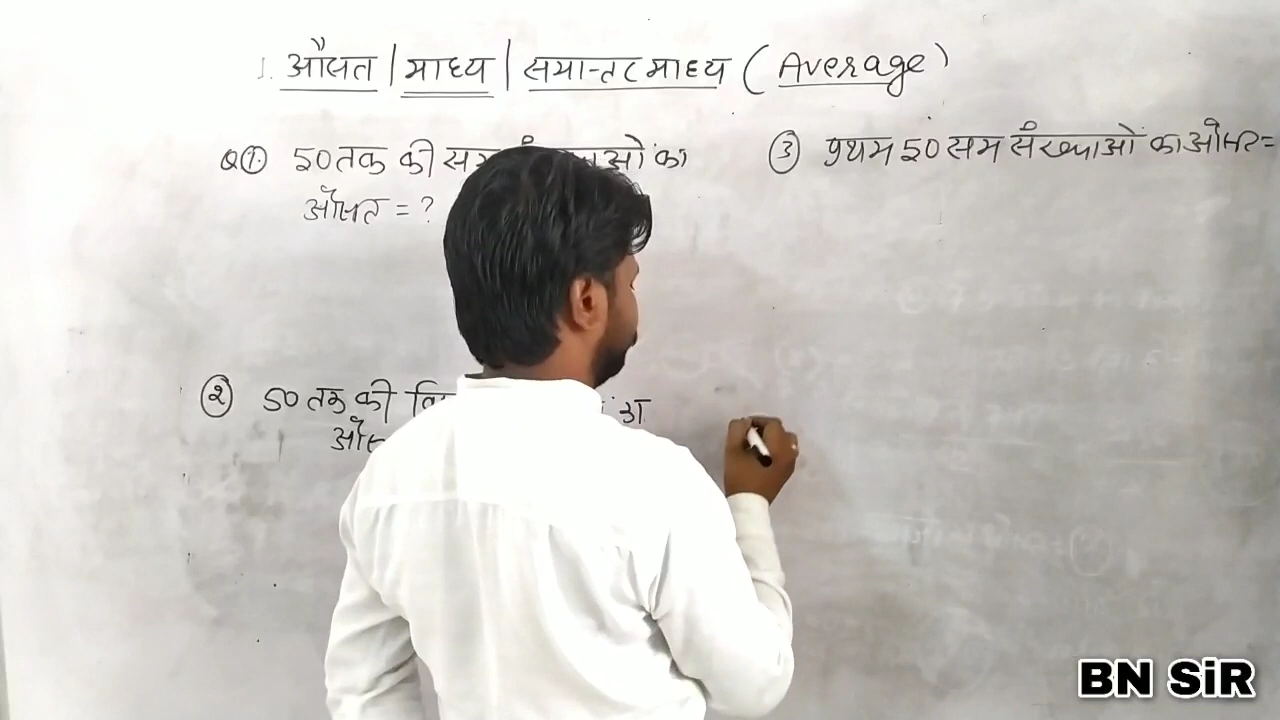 1. औसत | माध्य | समान्तर माध्य ( Average )
Q ①. 50 तक की सम संख्याओं का
औसत = ?
② 50 तक की
③ प्रथम 50 सम संख्याओं का औसत =
BN SiR